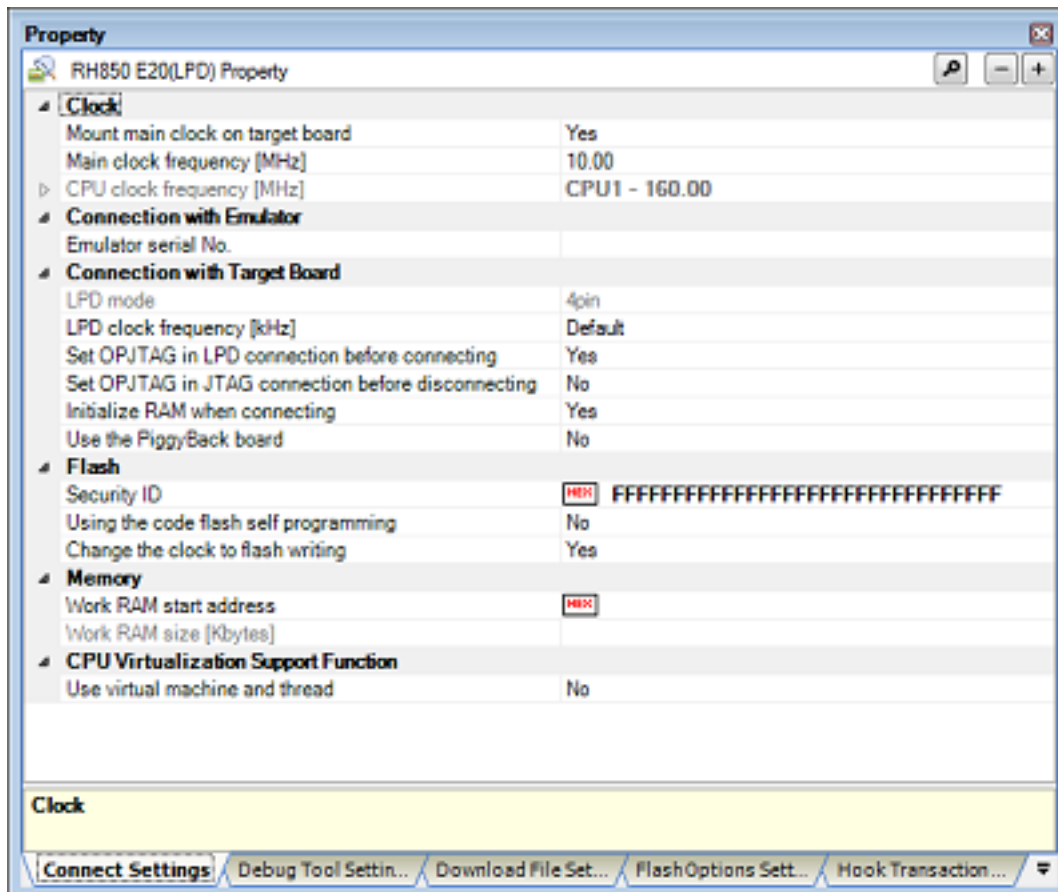 Property
RH850 E20(LPD) Property
Clock
Mount main clock on target board Yes
Main clock frequency [MHz] 10.00
CPU clock frequency [MHz] CPU1 - 160.00
Connection with Emulator
Emulator serial No.
Connection with Target Board
LPD mode 4pin
LPD clock frequency [kHz] Default
Set OPJTAG in LPD connection before connecting Yes
Set OPJTAG in JTAG connection before disconnecting No
Initialize RAM when connecting Yes
Use the PiggyBack board No
Flash
Security ID HEX FFFFFFFFFFFFFFFFFFFFFFFFFFFFFFFF
Using the code flash self programming No
Change the clock to flash writing Yes
Memory
Work RAM start address HEX
Work RAM size [Kbytes]
CPU Virtualization Support Function
Use virtual machine and thread No
Clock
Connect Settings Debug Tool Settin... Download File Set... Flash Options Sett... Hook Transaction...